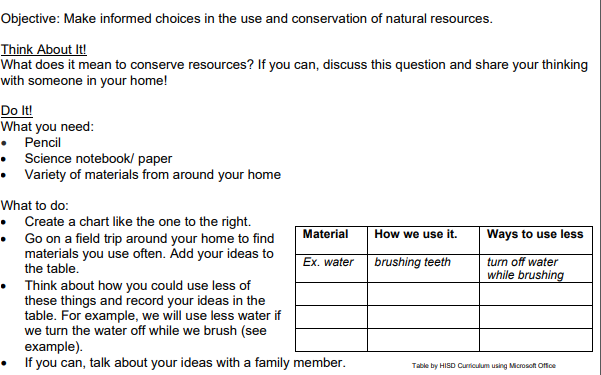 Objective: Make informed choices in the use and conservation of natural resources.
Think About It!
What does it mean to conserve resources? If you can, discuss this question and share your thinking
with someone in your home!
Do It!
What you need:
• Pencil
• Science notebook/ paper
• Variety of materials from around your home
What to do:
• Create a chart like the one to the right.
• Go on a field trip around your home to find
materials you use often. Add your ideas to
the table.
• Think about how you could use less of
these things and record your ideas in the
table. For example, we will use less water if
we turn the water off while we brush (see
example).
• If you can, talk about your ideas with a family member.
Material How we use it. Ways to use less
Ex. water brushing teeth turn off water
while brushing
Table by HISD Curriculum using Microsoft Office